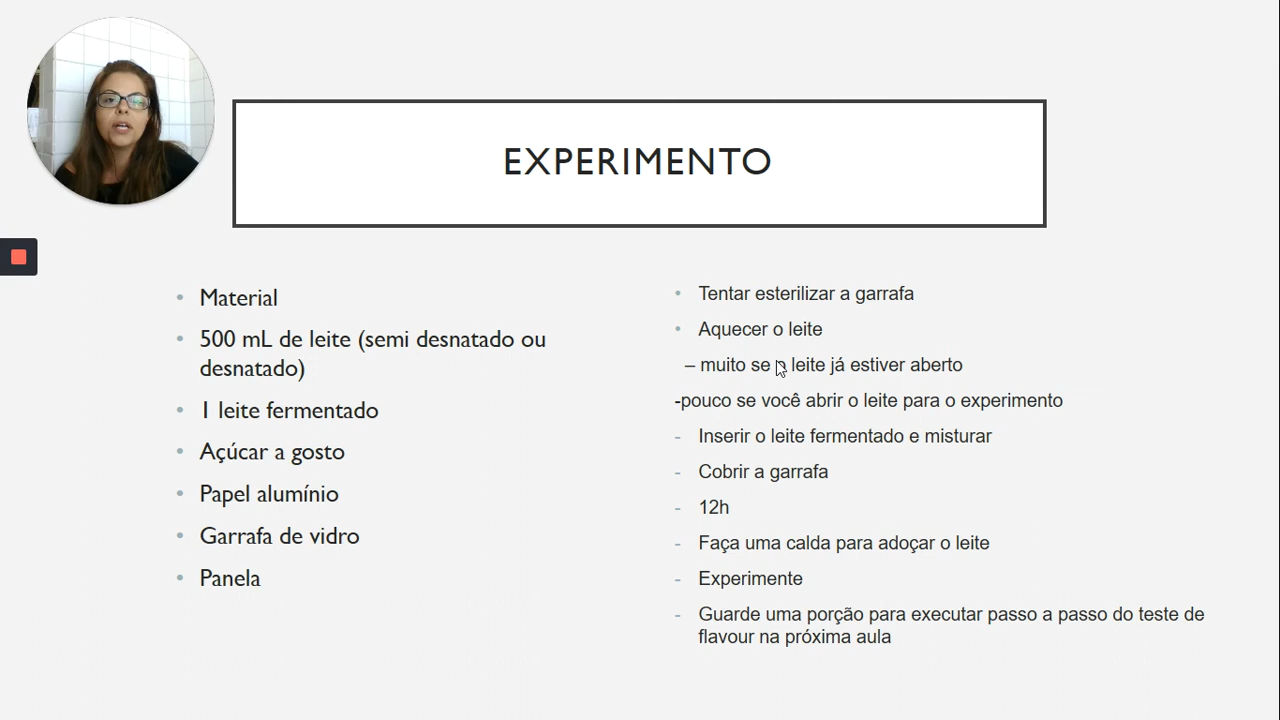 EXPERIMENTO
• Material
• 500 mL de leite (semi desnatado ou
desnatado)
• 1 leite fermentado
• Açúcar a gosto
• Papel alumínio
• Garrafa de vidro
• Panela
• Tentar esterilizar a garrafa
• Aquecer o leite
– muito se o leite já estiver aberto
-pouco se você abrir o leite para o experimento
- Inserir o leite fermentado e misturar
- Cobrir a garrafa
- 12h
- Faça uma calda para adoçar o leite
- Experimente
- Guarde uma porção para executar passo a passo do teste de
flavour na próxima aula